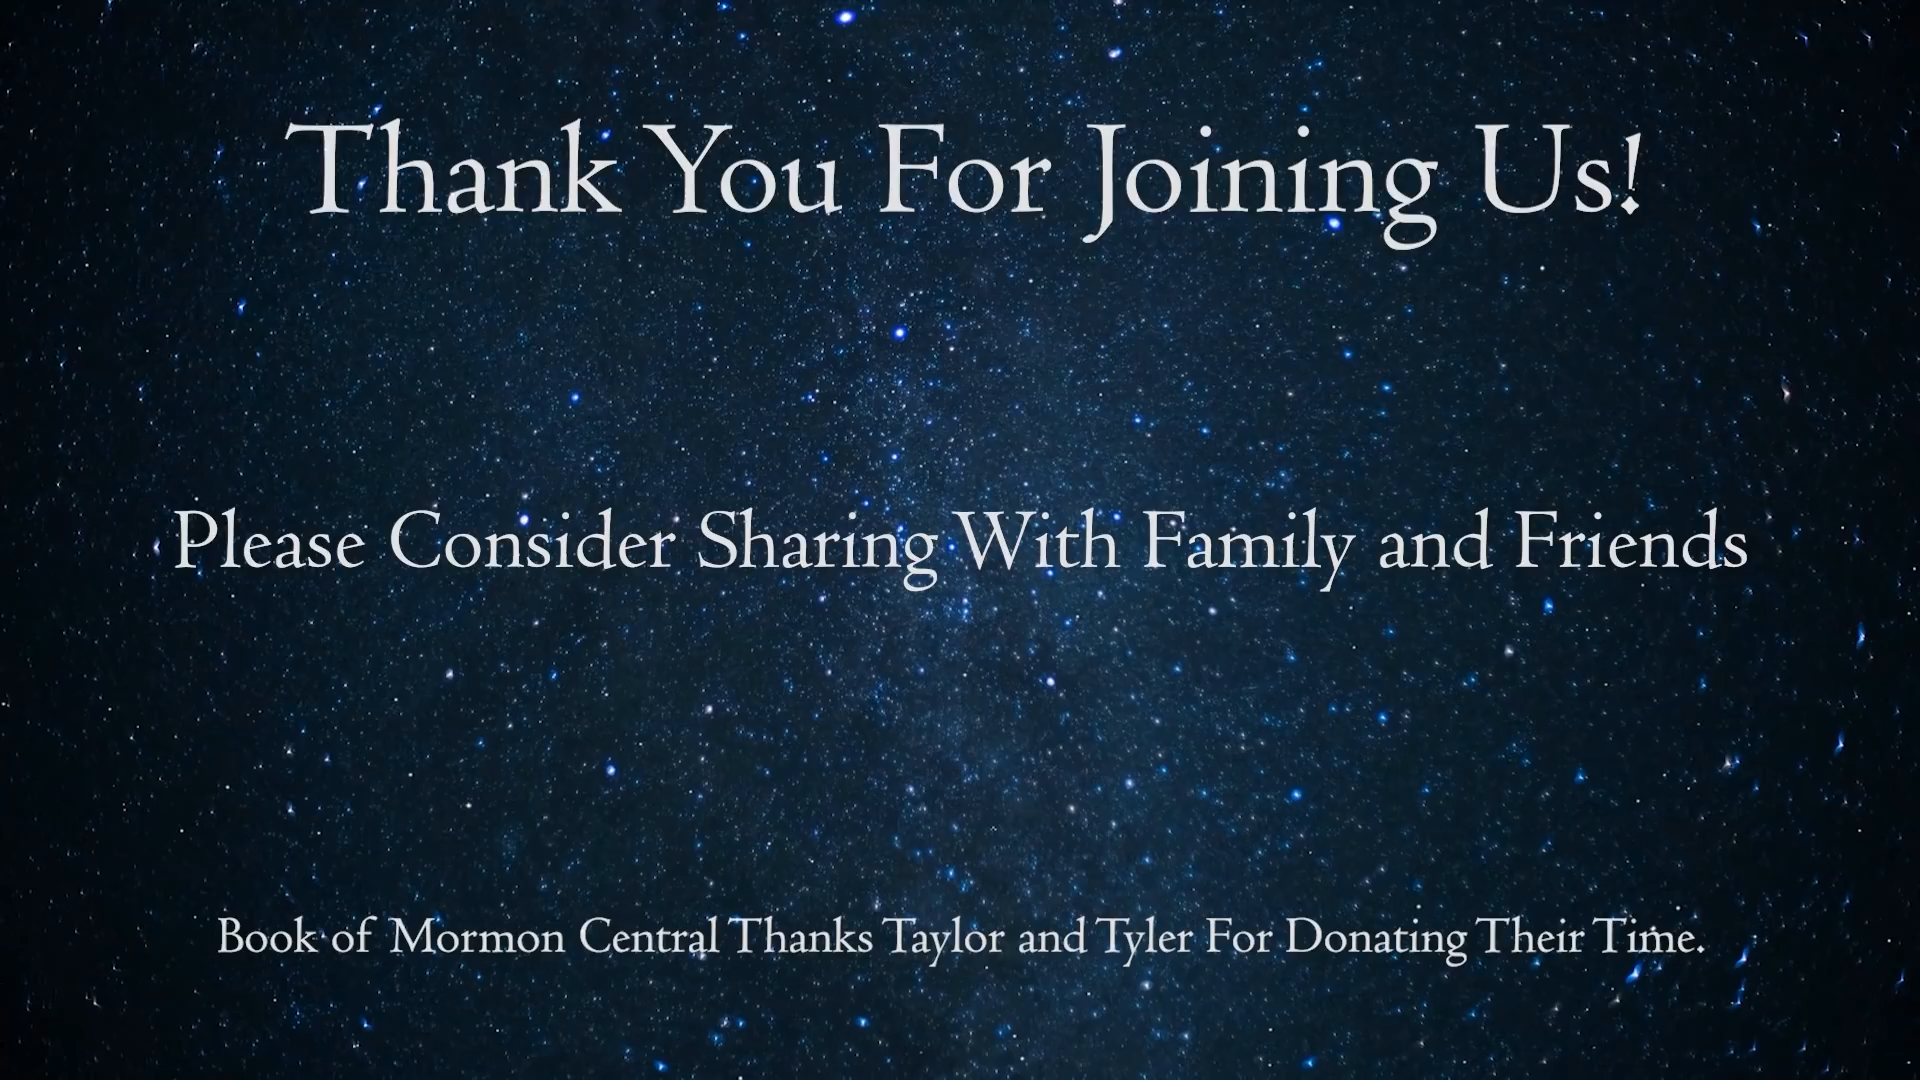 Thank You For Joining Us!
Please Consider Sharing With Family and Friends
Book of Mormon Central Thanks Taylor and Tyler For Donating Their Time.